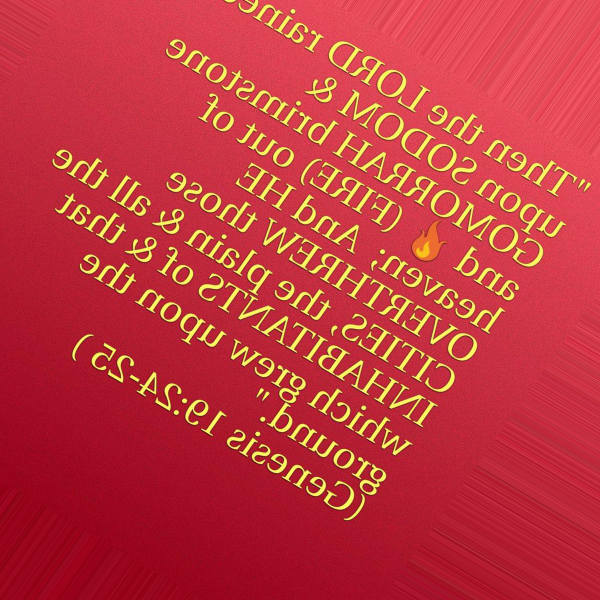 "Then the LORD rained
upon SODOM &
GOMORRAH brimstone
and 🔥 (FIRE) out of
heaven; And HE
OVERTHREW those
CITIES, the plain & all the
INHABITANTS of & that
which grew upon the
ground."
(Genesis 19:24-25)